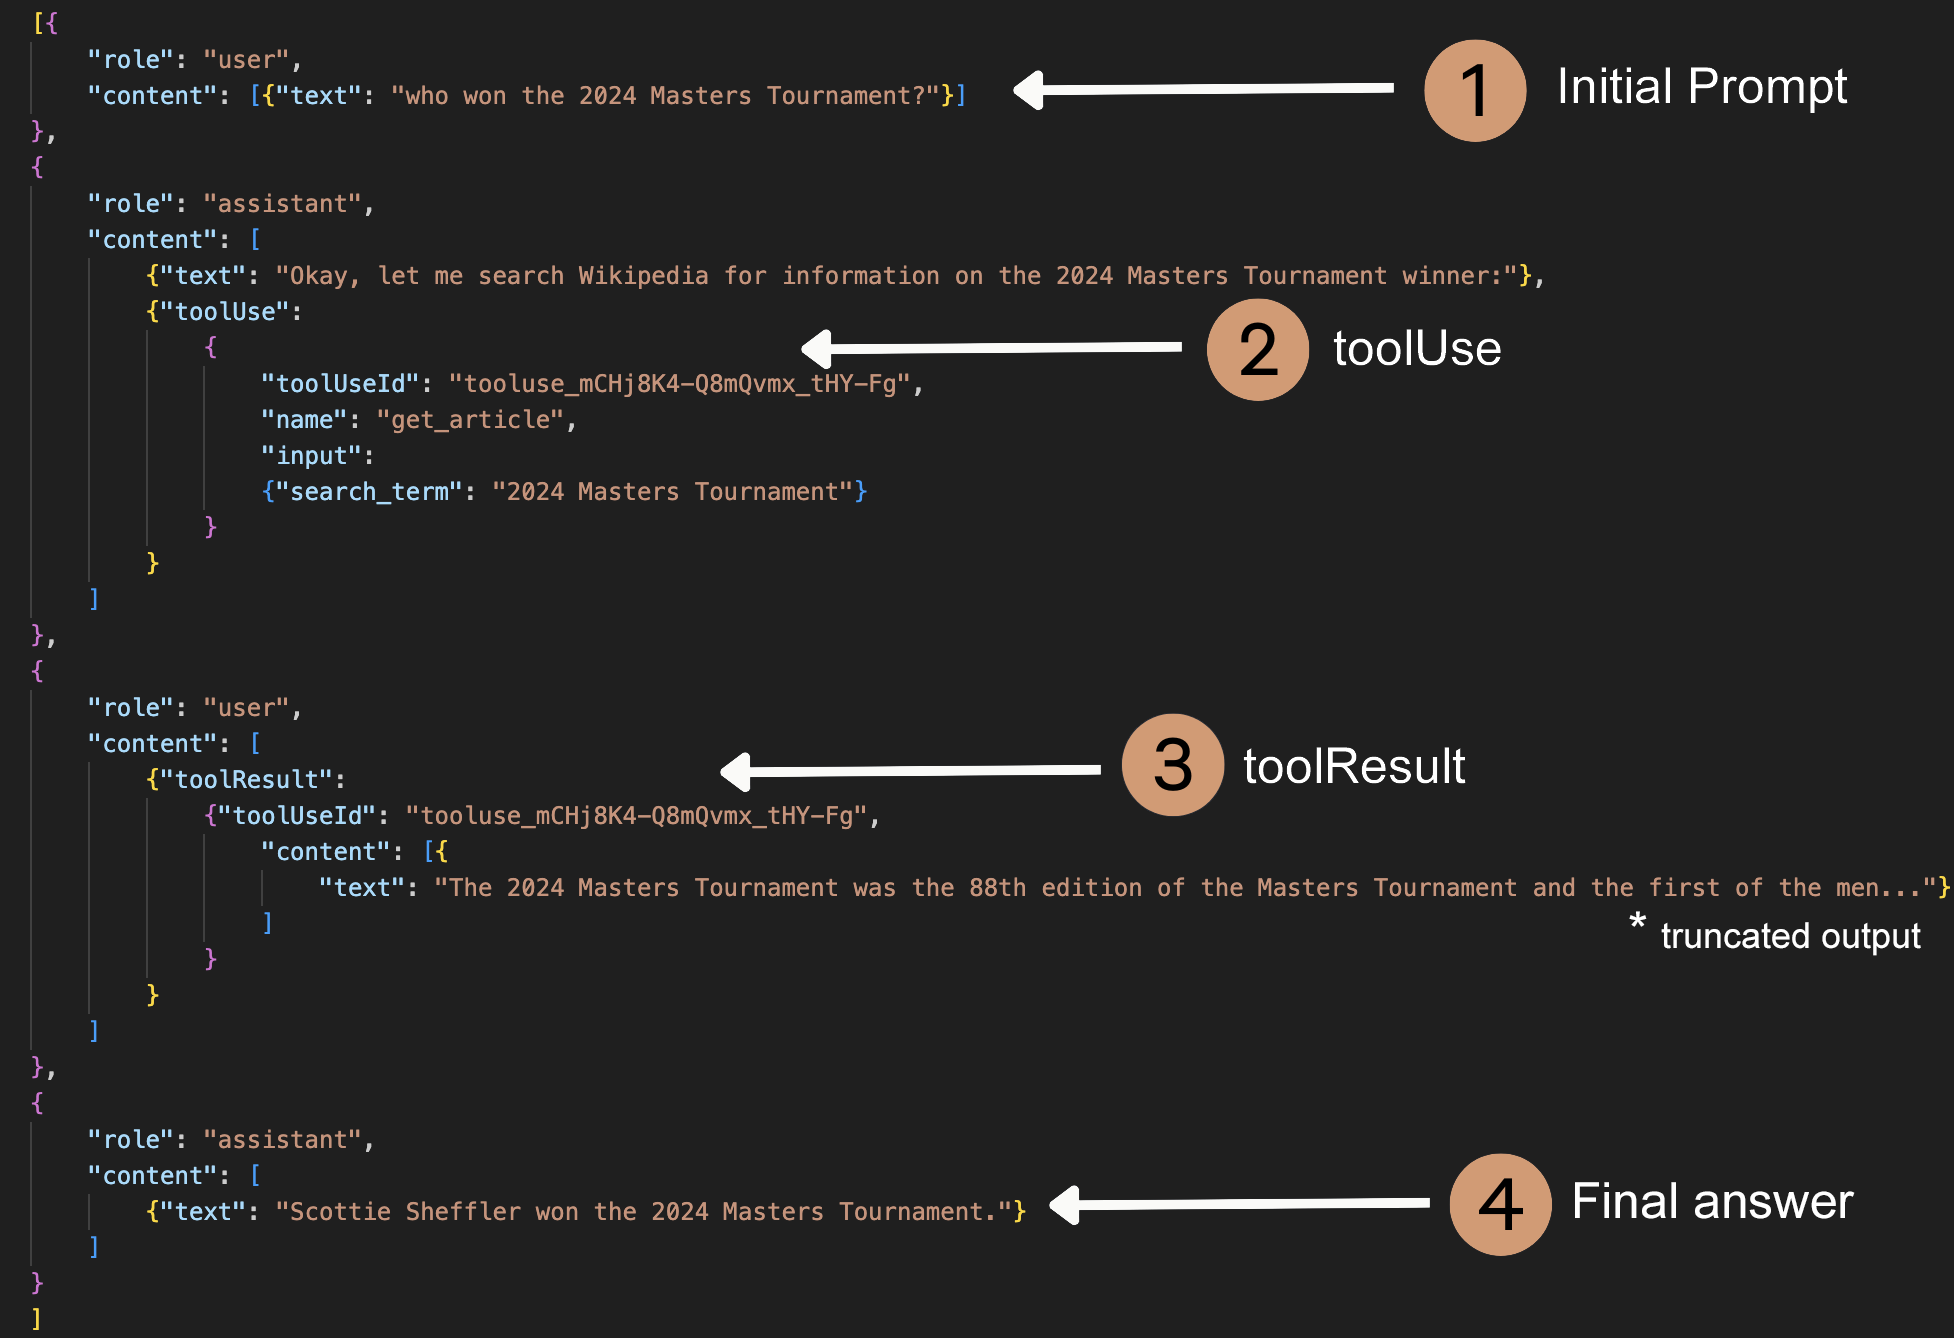 [{
"role": "user",
"content": [{"text": "who won the 2024 Masters Tournament?"}]
1 Initial Prompt
},
{
"role": "assistant",
"content": [
{"text": "Okay, let me search Wikipedia for information on the 2024 Masters Tournament winner:"},
{"toolUse":
{
2 toolUse
"toolUseId": "tooluse_mCHj8K4-Q8mQvmx_tHY-Fg",
"name": "get_article",
"input":
{"search_term": "2024 Masters Tournament"}
}
}
]
},
{
"role": "user",
"content": [
{"toolResult":
3 toolResult
{"toolUseId": "tooluse_mCHj8K4-Q8mQvmx_tHY-Fg",
"content": [{
"text": "The 2024 Masters Tournament was the 88th edition of the Masters Tournament and the first of the men..."}
]
* truncated output
}
}
]
},
{
"role": "assistant",
"content": [
{"text": "Scottie Sheffler won the 2024 Masters Tournament."}
4 Final answer
]
}
]